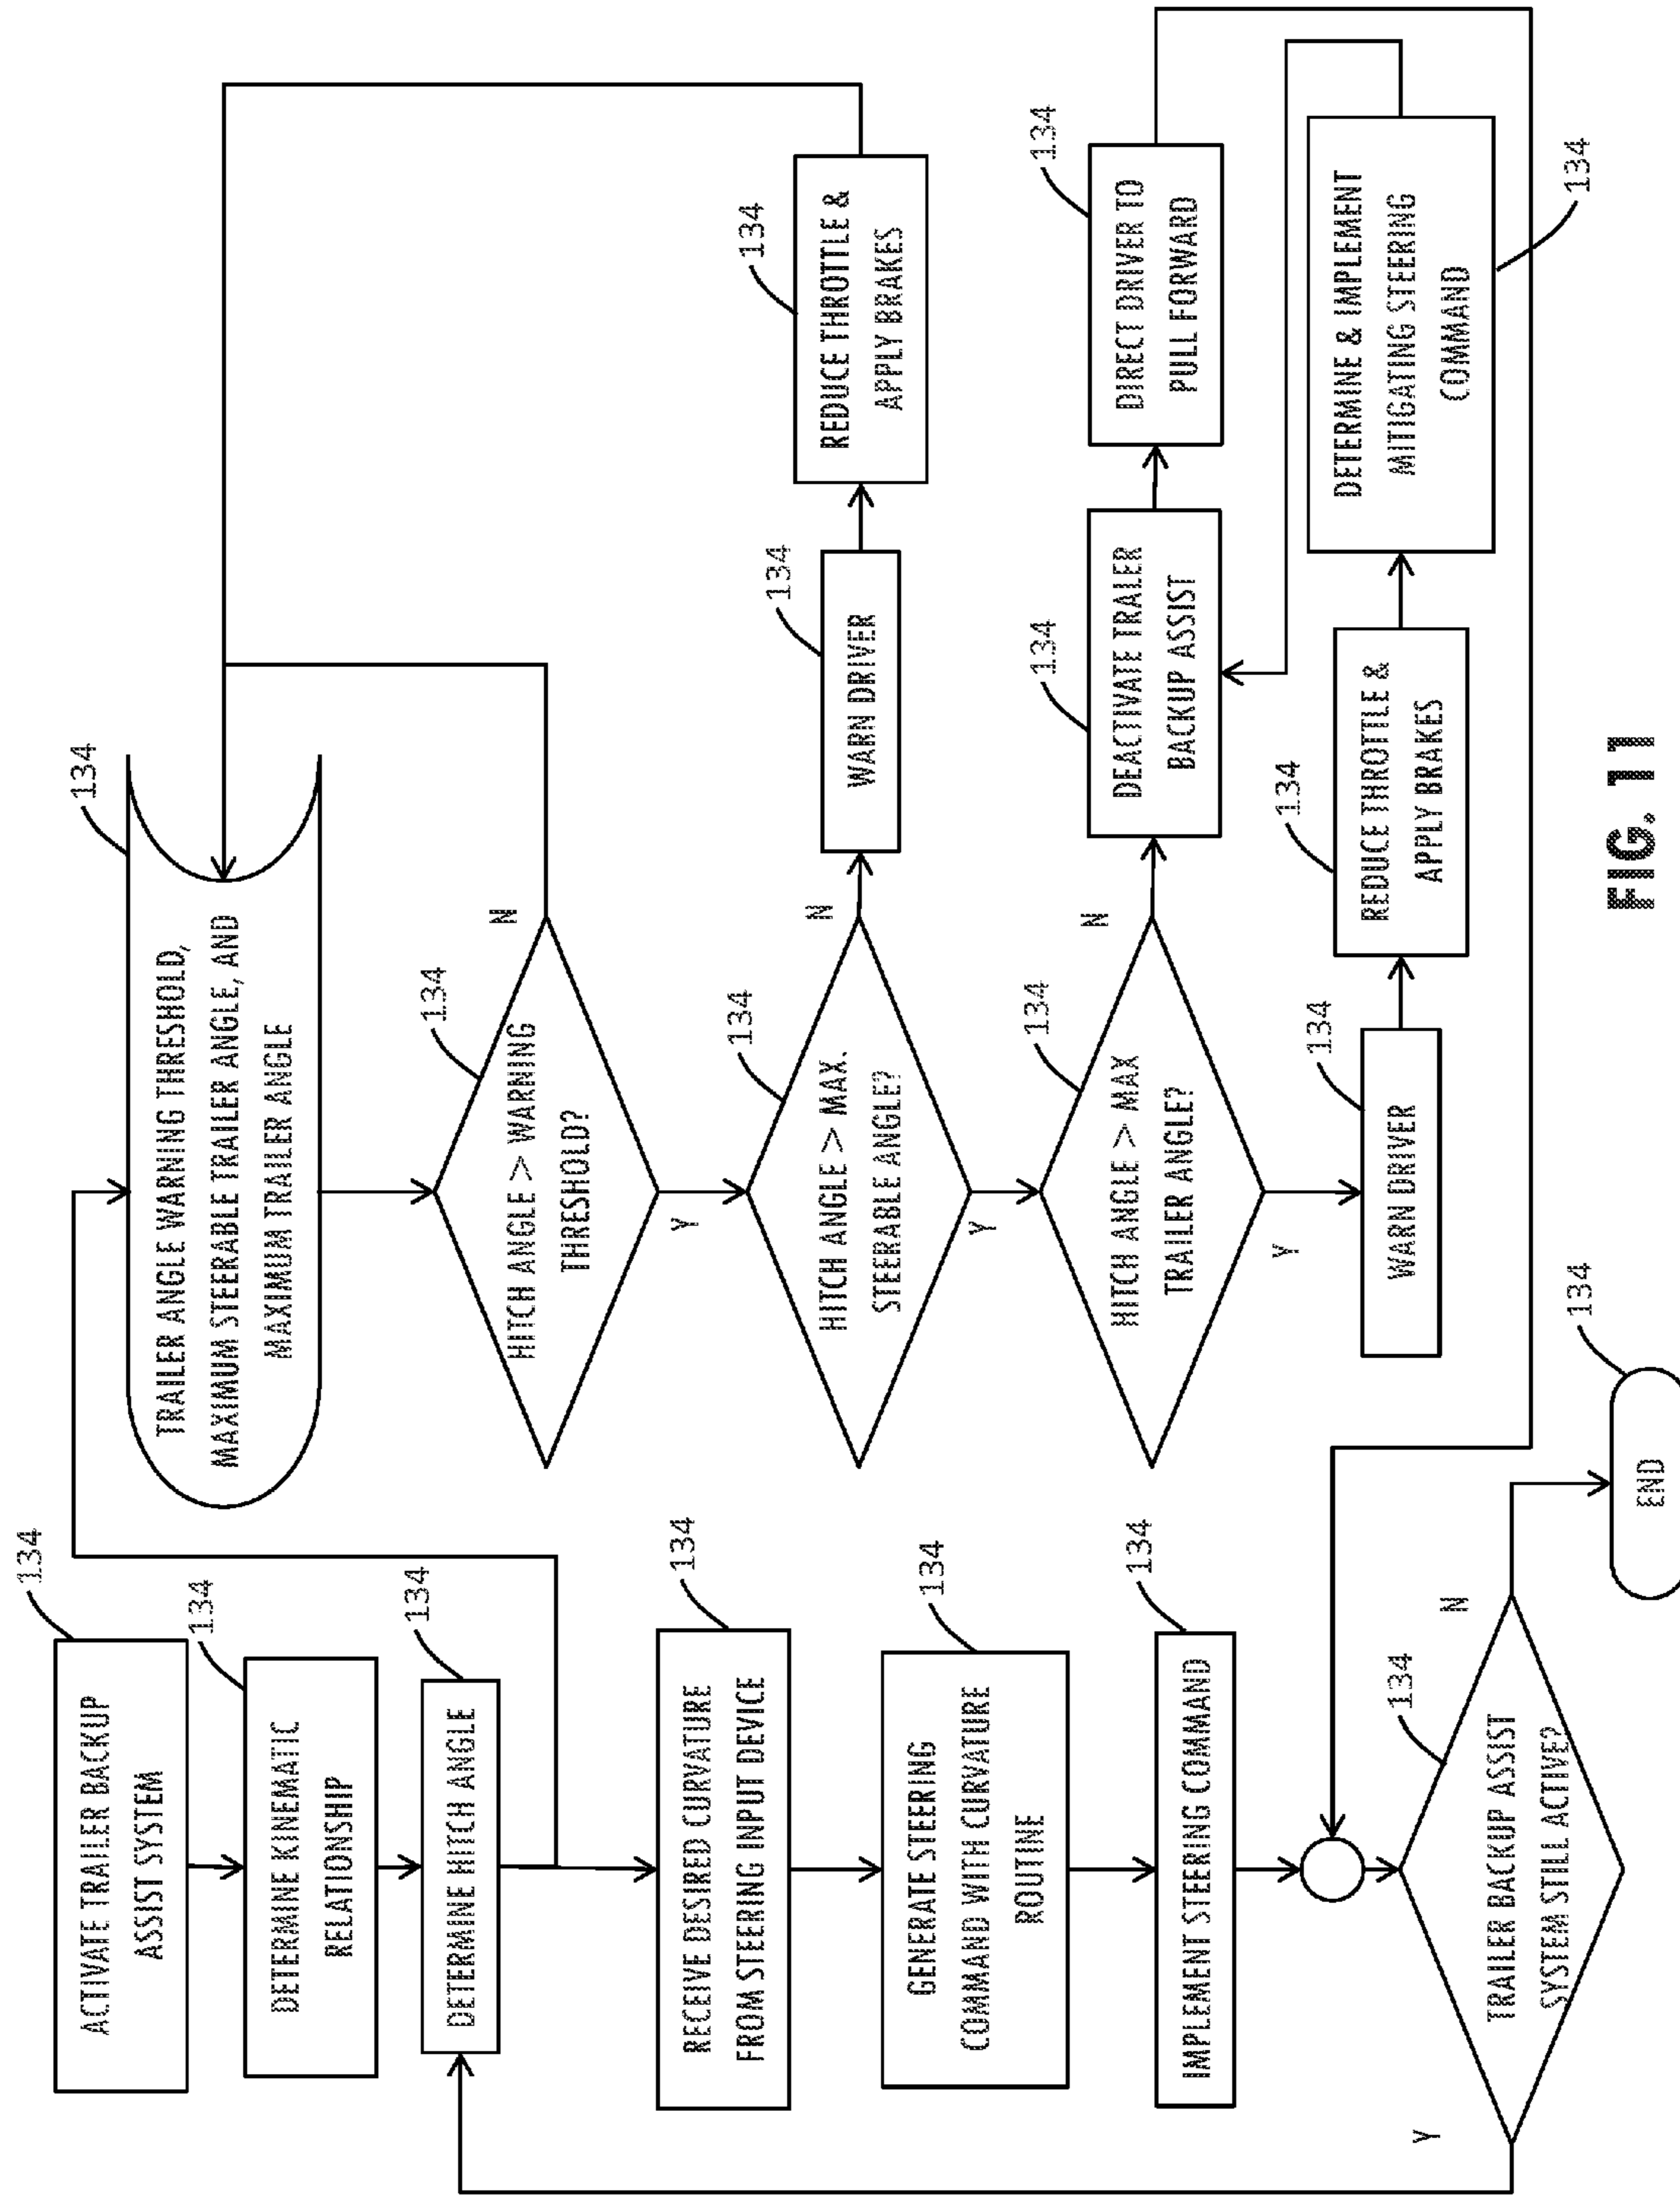 134
ACTIVATE TRAILER BACKUP
ASSIST SYSTEM
134
DETERMINE KINEMATIC
RELATIONSHIP
134
DETERMINE HITCH ANGLE
134
RECEIVE DESIRED CURVATURE
FROM STEERING INPUT DEVICE
134
GENERATE STEERING
COMMAND WITH CURVATURE
ROUTINE
134
IMPLEMENT STEERING COMMAND
134
TRAILER BACKUP ASSIST
SYSTEM STILL ACTIVE?
Y
N
134
END
134
TRAILER ANGLE WARNING THRESHOLD,
MAXIMUM STEERABLE TRAILER ANGLE, AND
MAXIMUM TRAILER ANGLE
134
HITCH ANGLE > WARNING
THRESHOLD?
N
Y
134
HITCH ANGLE > MAX.
STEERABLE ANGLE?
N
Y
134
WARN DRIVER
134
REDUCE THROTTLE &
APPLY BRAKES
134
HITCH ANGLE > MAX
TRAILER ANGLE?
N
Y
134
DEACTIVATE TRAILER
BACKUP ASSIST
134
DIRECT DRIVER TO
PULL FORWARD
134
WARN DRIVER
134
REDUCE THROTTLE &
APPLY BRAKES
134
DETERMINE & IMPLEMENT
MITIGATING STEERING
COMMAND
FIG. 11